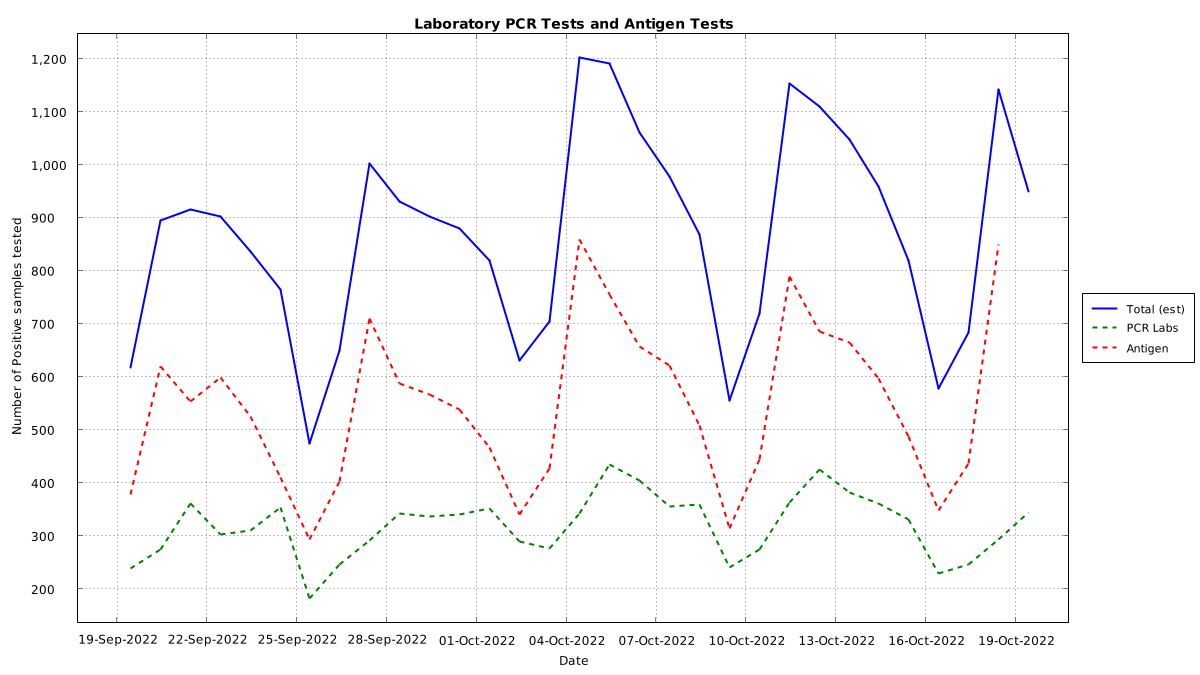 Laboratory PCR Tests and Antigen Tests
1,200
1,100
1,000
900
800
700
600
500
400
300
200
Number of Positive samples tested
19-Sep-2022 22-Sep-2022 25-Sep-2022 28-Sep-2022 01-Oct-2022 04-Oct-2022 07-Oct-2022 10-Oct-2022 13-Oct-2022 16-Oct-2022 19-Oct-2022
Date
Total (est)
PCR Labs
Antigen